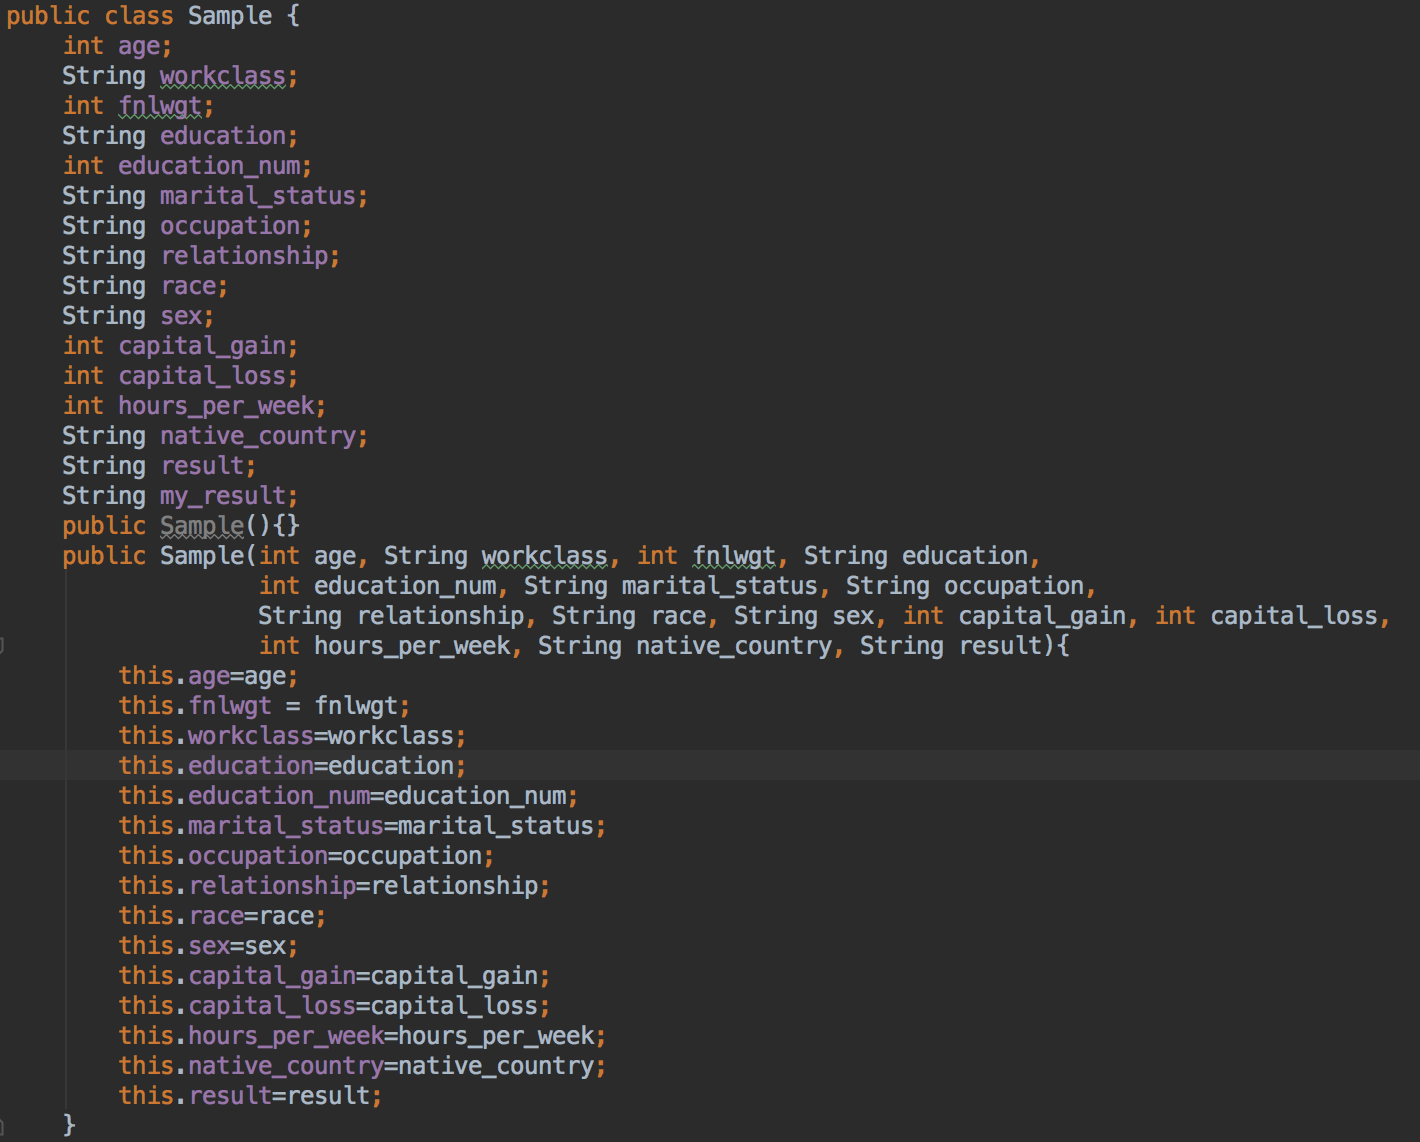 public class Sample {
    int age;
    String workclass;
    int fnlwgt;
    String education;
    int education_num;
    String marital_status;
    String occupation;
    String relationship;
    String race;
    String sex;
    int capital_gain;
    int capital_loss;
    int hours_per_week;
    String native_country;
    String result;
    String my_result;
    public Sample(){}
    public Sample(int age, String workclass, int fnlwgt, String education,
                  int education_num, String marital_status, String occupation,
                  String relationship, String race, String sex, int capital_gain, int capital_loss,
                  int hours_per_week, String native_country, String result){
        this.age=age;
        this.fnlwgt = fnlwgt;
        this.workclass=workclass;
        this.education=education;
        this.education_num=education_num;
        this.marital_status=marital_status;
        this.occupation=occupation;
        this.relationship=relationship;
        this.race=race;
        this.sex=sex;
        this.capital_gain=capital_gain;
        this.capital_loss=capital_loss;
        this.hours_per_week=hours_per_week;
        this.native_country=native_country;
        this.result=result;
    }